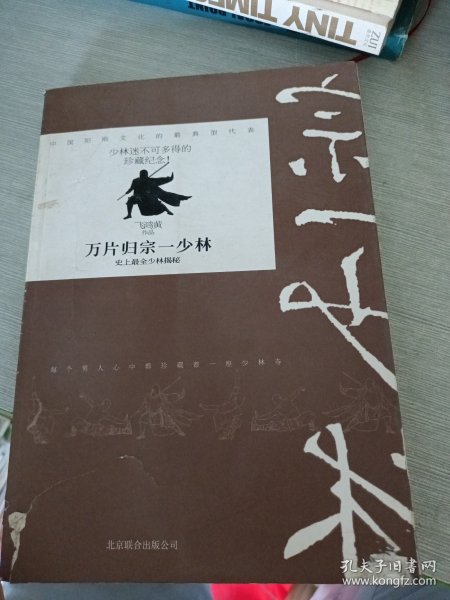 TINY TIMES
ZUI
中国阳刚文化的最典型代表
少林迷不可多得的
珍藏纪念!
飞鸿黄
作品
万片归宗一少林
史上最全少林揭秘
宗一少林
每个男人心中都珍藏着一座少林寺
北京联合出版公司
孔夫子旧书网
www.kongfz.com